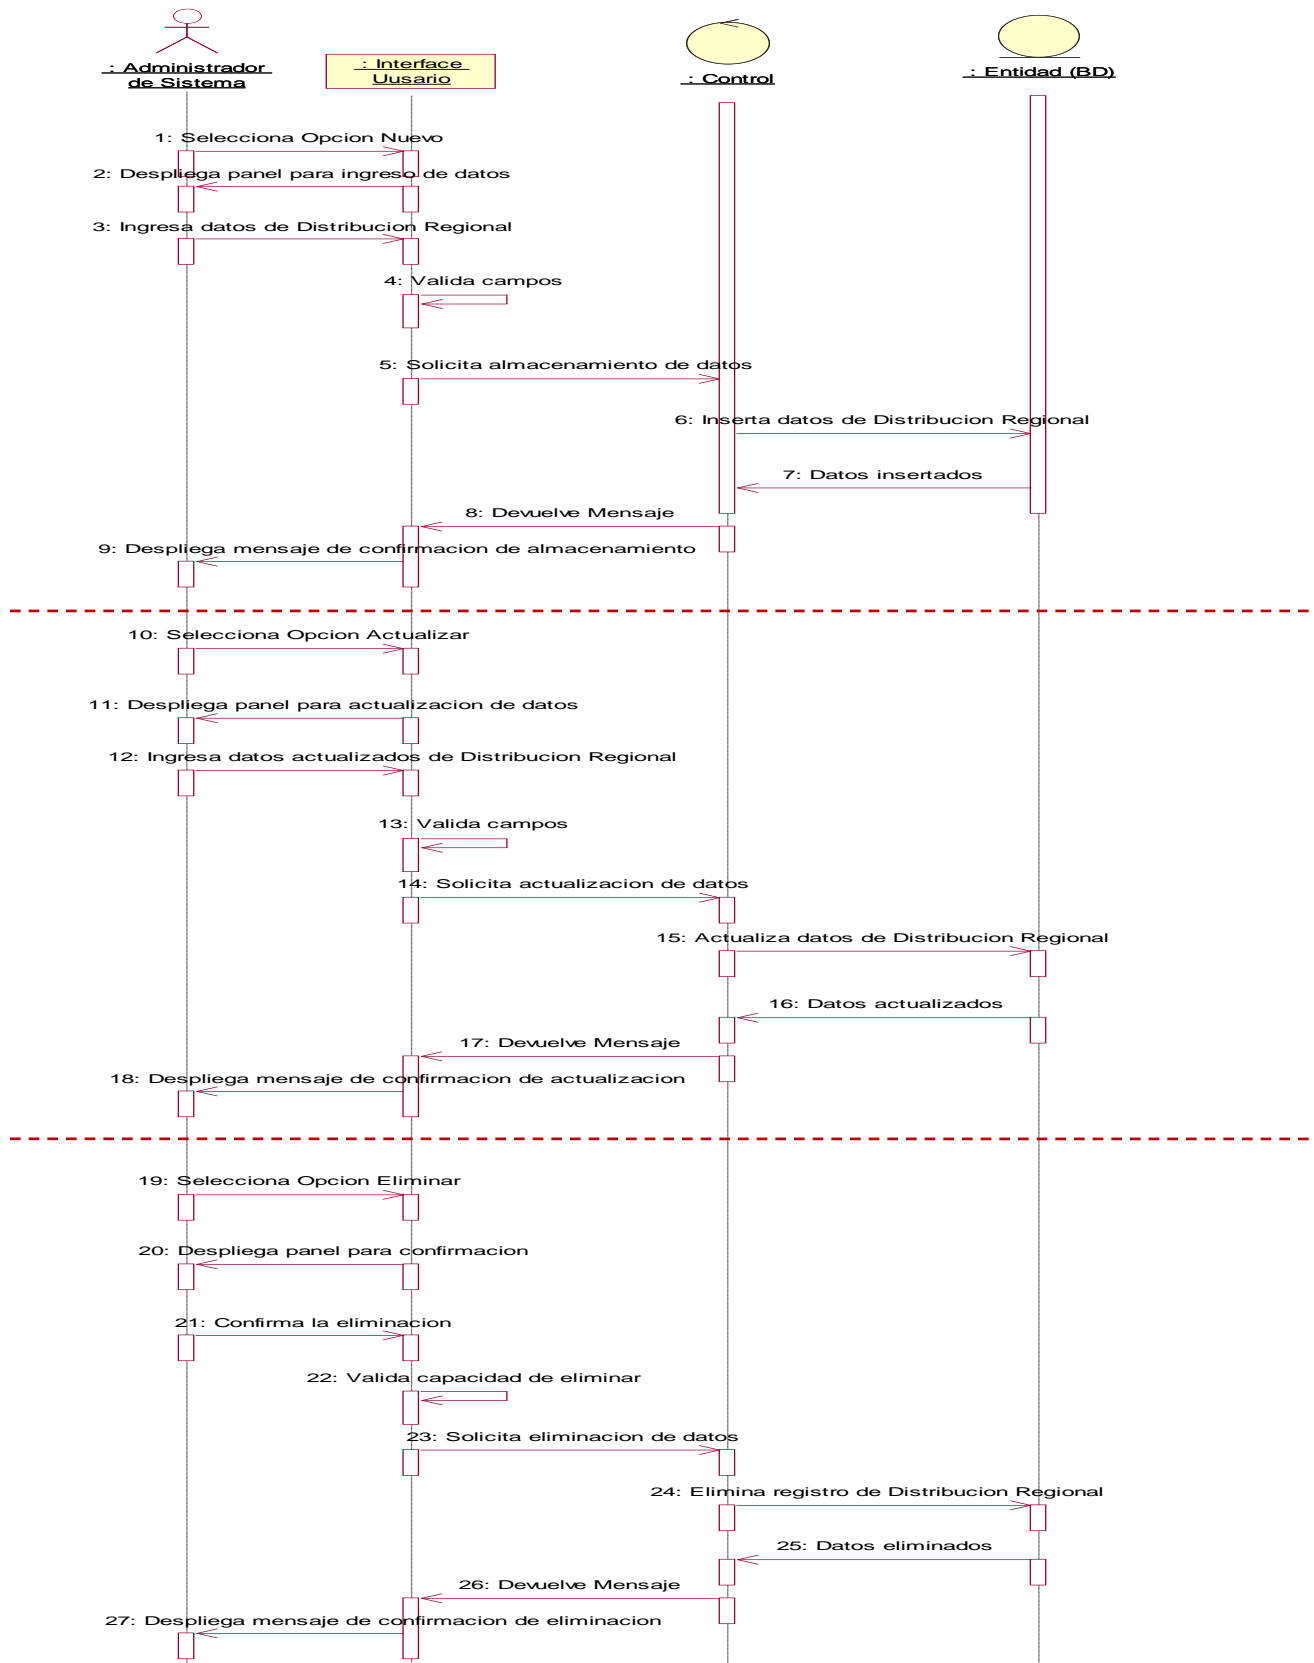 : Administrador
de Sistema
: Interface
Uusario
: Control
: Entidad (BD)
1: Selecciona Opcion Nuevo
2: Despliega panel para ingreso de datos
3: Ingresa datos de Distribucion Regional
4: Valida campos
5: Solicita almacenamiento de datos
6: Inserta datos de Distribucion Regional
7: Datos insertados
8: Devuelve Mensaje
9: Despliega mensaje de confirmacion de almacenamiento
10: Selecciona Opcion Actualizar
11: Despliega panel para actualizacion de datos
12: Ingresa datos actualizados de Distribucion Regional
13: Valida campos
14: Solicita actualizacion de datos
15: Actualiza datos de Distribucion Regional
16: Datos actualizados
17: Devuelve Mensaje
18: Despliega mensaje de confirmacion de actualizacion
19: Selecciona Opcion Eliminar
20: Despliega panel para confirmacion
21: Confirma la eliminacion
22: Valida capacidad de eliminar
23: Solicita eliminacion de datos
24: Elimina registro de Distribucion Regional
25: Datos eliminados
26: Devuelve Mensaje
27: Despliega mensaje de confirmacion de eliminacion